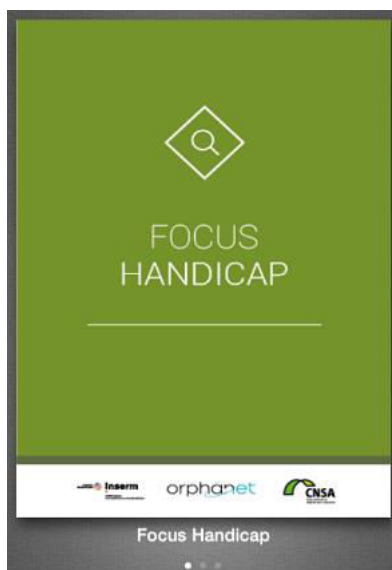 FOCUS
HANDICAP
Inserm
orphanet
CNSA
Focus Handicap